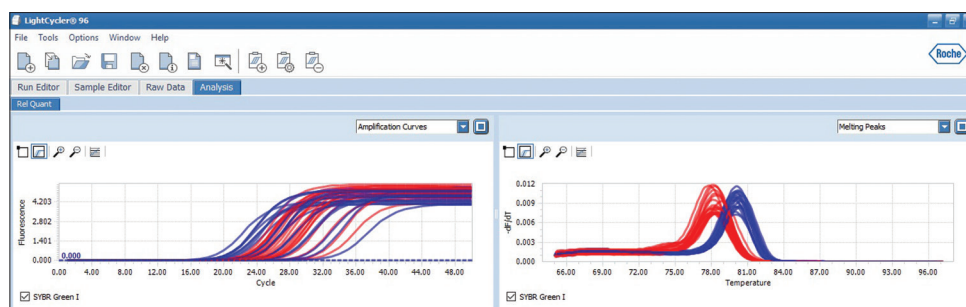 LightCycler® 96
File Tools Options Window Help
Roche
Run Editor Sample Editor Raw Data Analysis
Rel Quant
Amplification Curves
Melting Peaks
Fluorescence
4.203
2.802
1.401
0.000
0.000
0.00 4.00 8.00 12.00 16.00 20.00 24.00 28.00 32.00 36.00 40.00 44.00 48.00
Cycle
SYBR Green I
-dF/dT
0.012
0.009
0.006
0.003
0.000
66.00 69.00 72.00 75.00 78.00 81.00 84.00 87.00 90.00 93.00 96.00
Temperature
SYBR Green I